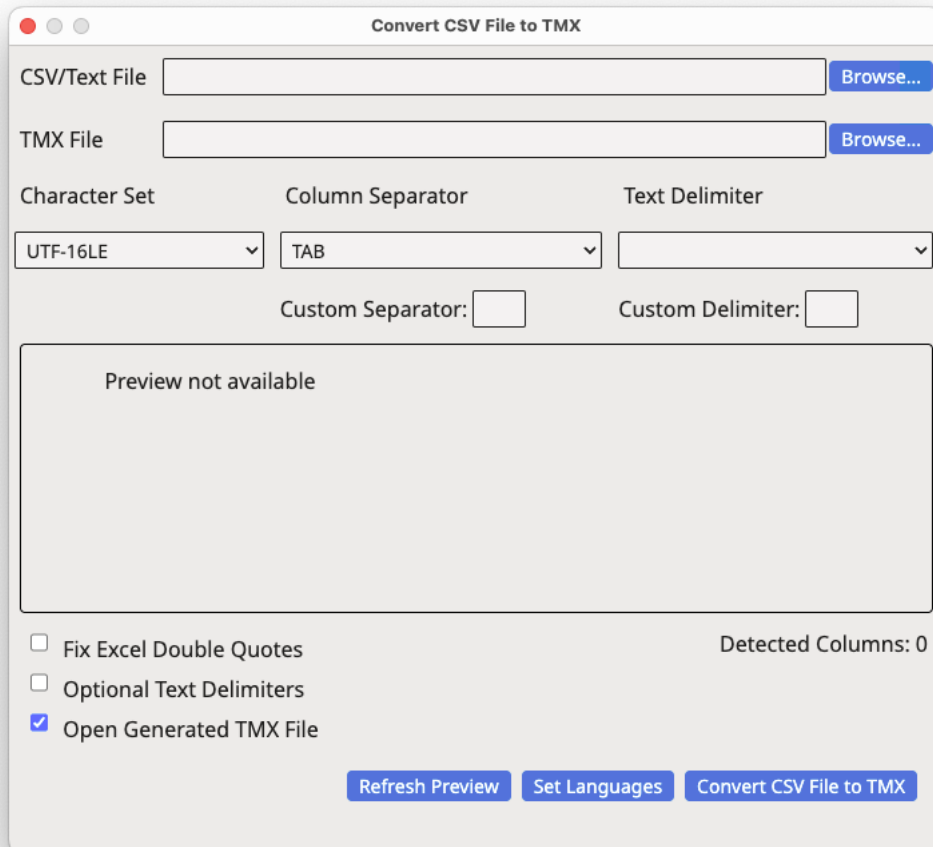 Convert CSV File to TMX
CSV/Text File Browse...
TMX File Browse...
Character Set Column Separator Text Delimiter
UTF-16LE TAB
Custom Separator: Custom Delimiter:
Preview not available
Fix Excel Double Quotes Detected Columns: 0
Optional Text Delimiters
Open Generated TMX File
Refresh Preview Set Languages Convert CSV File to TMX